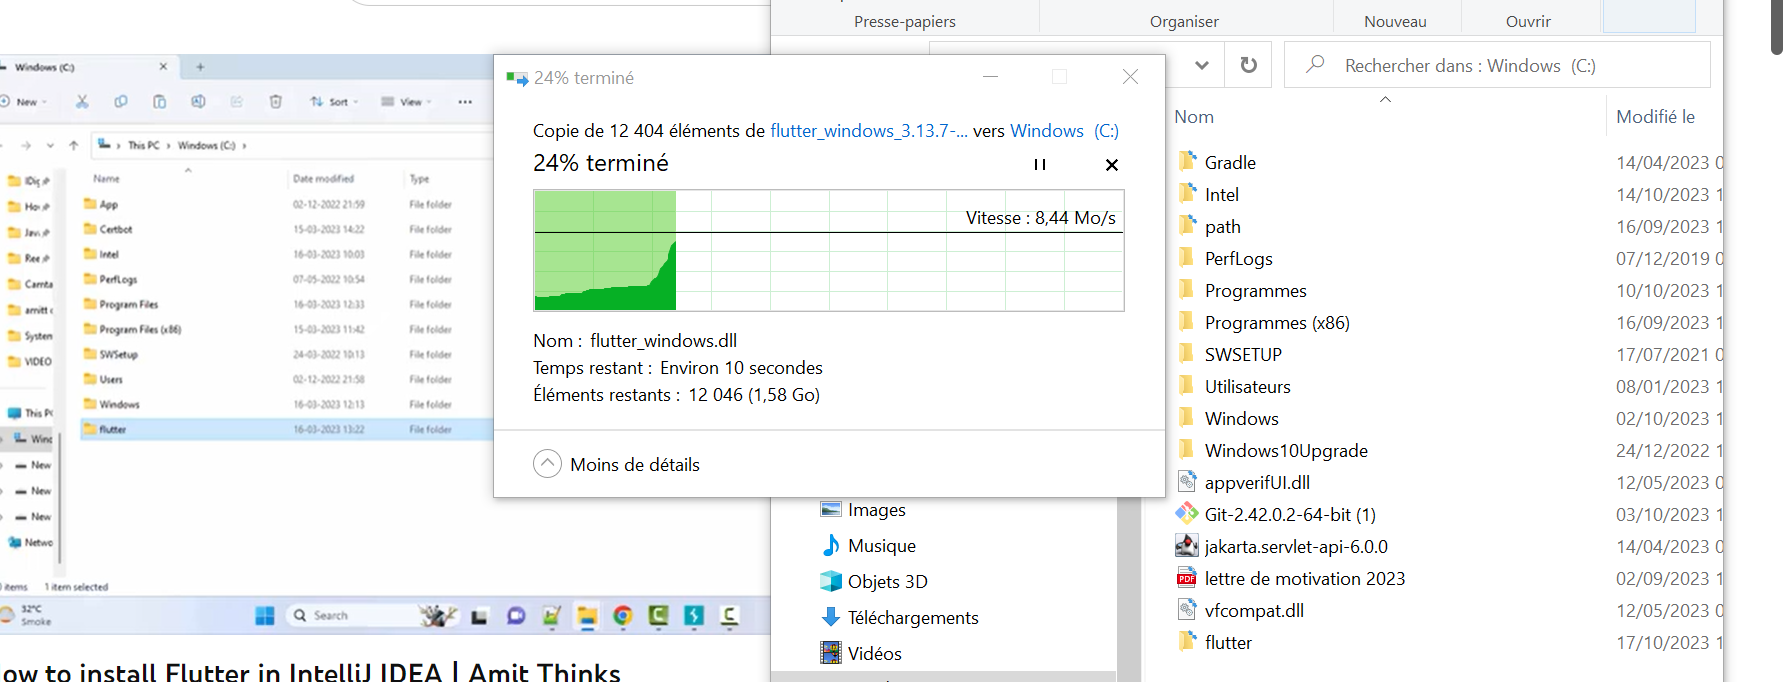 Presse-papiers
Organiser
Nouveau
Ouvrir
Rechercher dans : Windows (C:)
Windows (C:)
New
Sort
View
This PC
Windows (C:)
Name
Date modified
Type
App 02-12-2022 21:59 File folder
Certbot 15-03-2023 14:22 File folder
Intel 16-03-2023 10:03 File folder
PerfLogs 07-05-2022 10:54 File folder
Program Files 16-03-2023 12:33 File folder
Program Files (x86) 15-03-2023 11:42 File folder
SWSetup 24-03-2022 10:13 File folder
Users 02-12-2022 21:58 File folder
Windows 16-03-2023 12:13 File folder
flutter 16-03-2023 13:22 File folder
System
VIDEO
This PC
Wind
New
New
New
Netwo
items 1 item selected
32°C
Smoke
Search
ow to install Flutter in IntelliJ IDEA | Amit Thinks
24% terminé
Copie de 12 404 éléments de flutter_windows_3.13.7-... vers Windows (C:)
24% terminé
Vitesse : 8,44 Mo/s
Nom : flutter_windows.dll
Temps restant : Environ 10 secondes
Éléments restants : 12 046 (1,58 Go)
Moins de détails
Images
Musique
Objets 3D
Téléchargements
Vidéos
Nom Modifié le
Gradle 14/04/2023 0
Intel 14/10/2023 1
path 16/09/2023 1
PerfLogs 07/12/2019 0
Programmes 10/10/2023 1
Programmes (x86) 16/09/2023 1
SWSETUP 17/07/2021 0
Utilisateurs 08/01/2023 1
Windows 02/10/2023 1
Windows10Upgrade 24/12/2022 1
appverifUI.dll 12/05/2023 0
Git-2.42.0.2-64-bit (1) 03/10/2023 1
jakarta.servlet-api-6.0.0 14/04/2023 0
lettre de motivation 2023 02/09/2023 1
vfcompat.dll 12/05/2023 0
flutter 17/10/2023 1